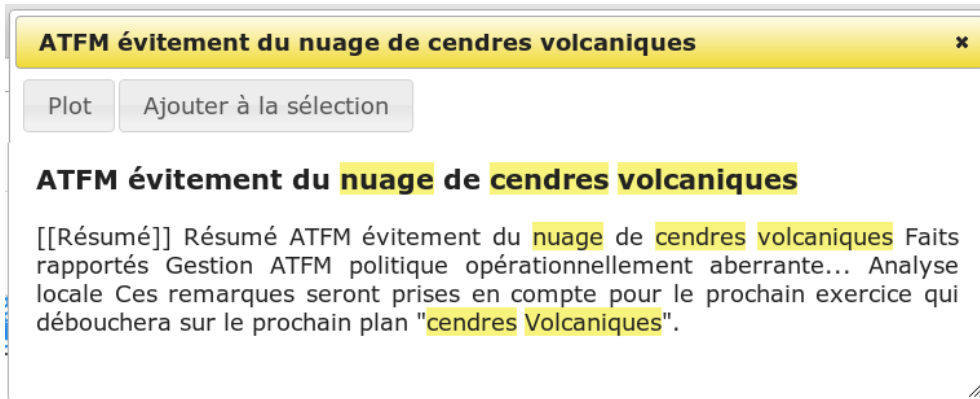 ATFM évitement du nuage de cendres volcaniques
Plot Ajouter à la sélection
ATFM évitement du nuage de cendres volcaniques
[[Résumé]] Résumé ATFM évitement du nuage de cendres volcaniques Faits
rapportés Gestion ATFM politique opérationnellement aberrante... Analyse
locale Ces remarques seront prises en compte pour le prochain exercice qui
débouchera sur le prochain plan "cendres Volcaniques".